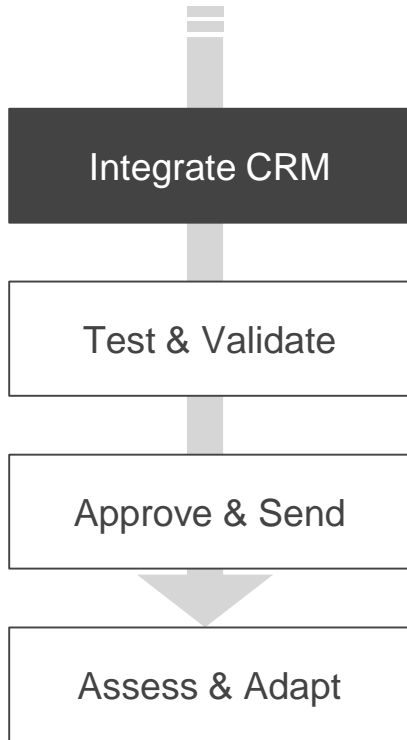 Integrate CRM
Test & Validate
Approve & Send
Assess & Adapt